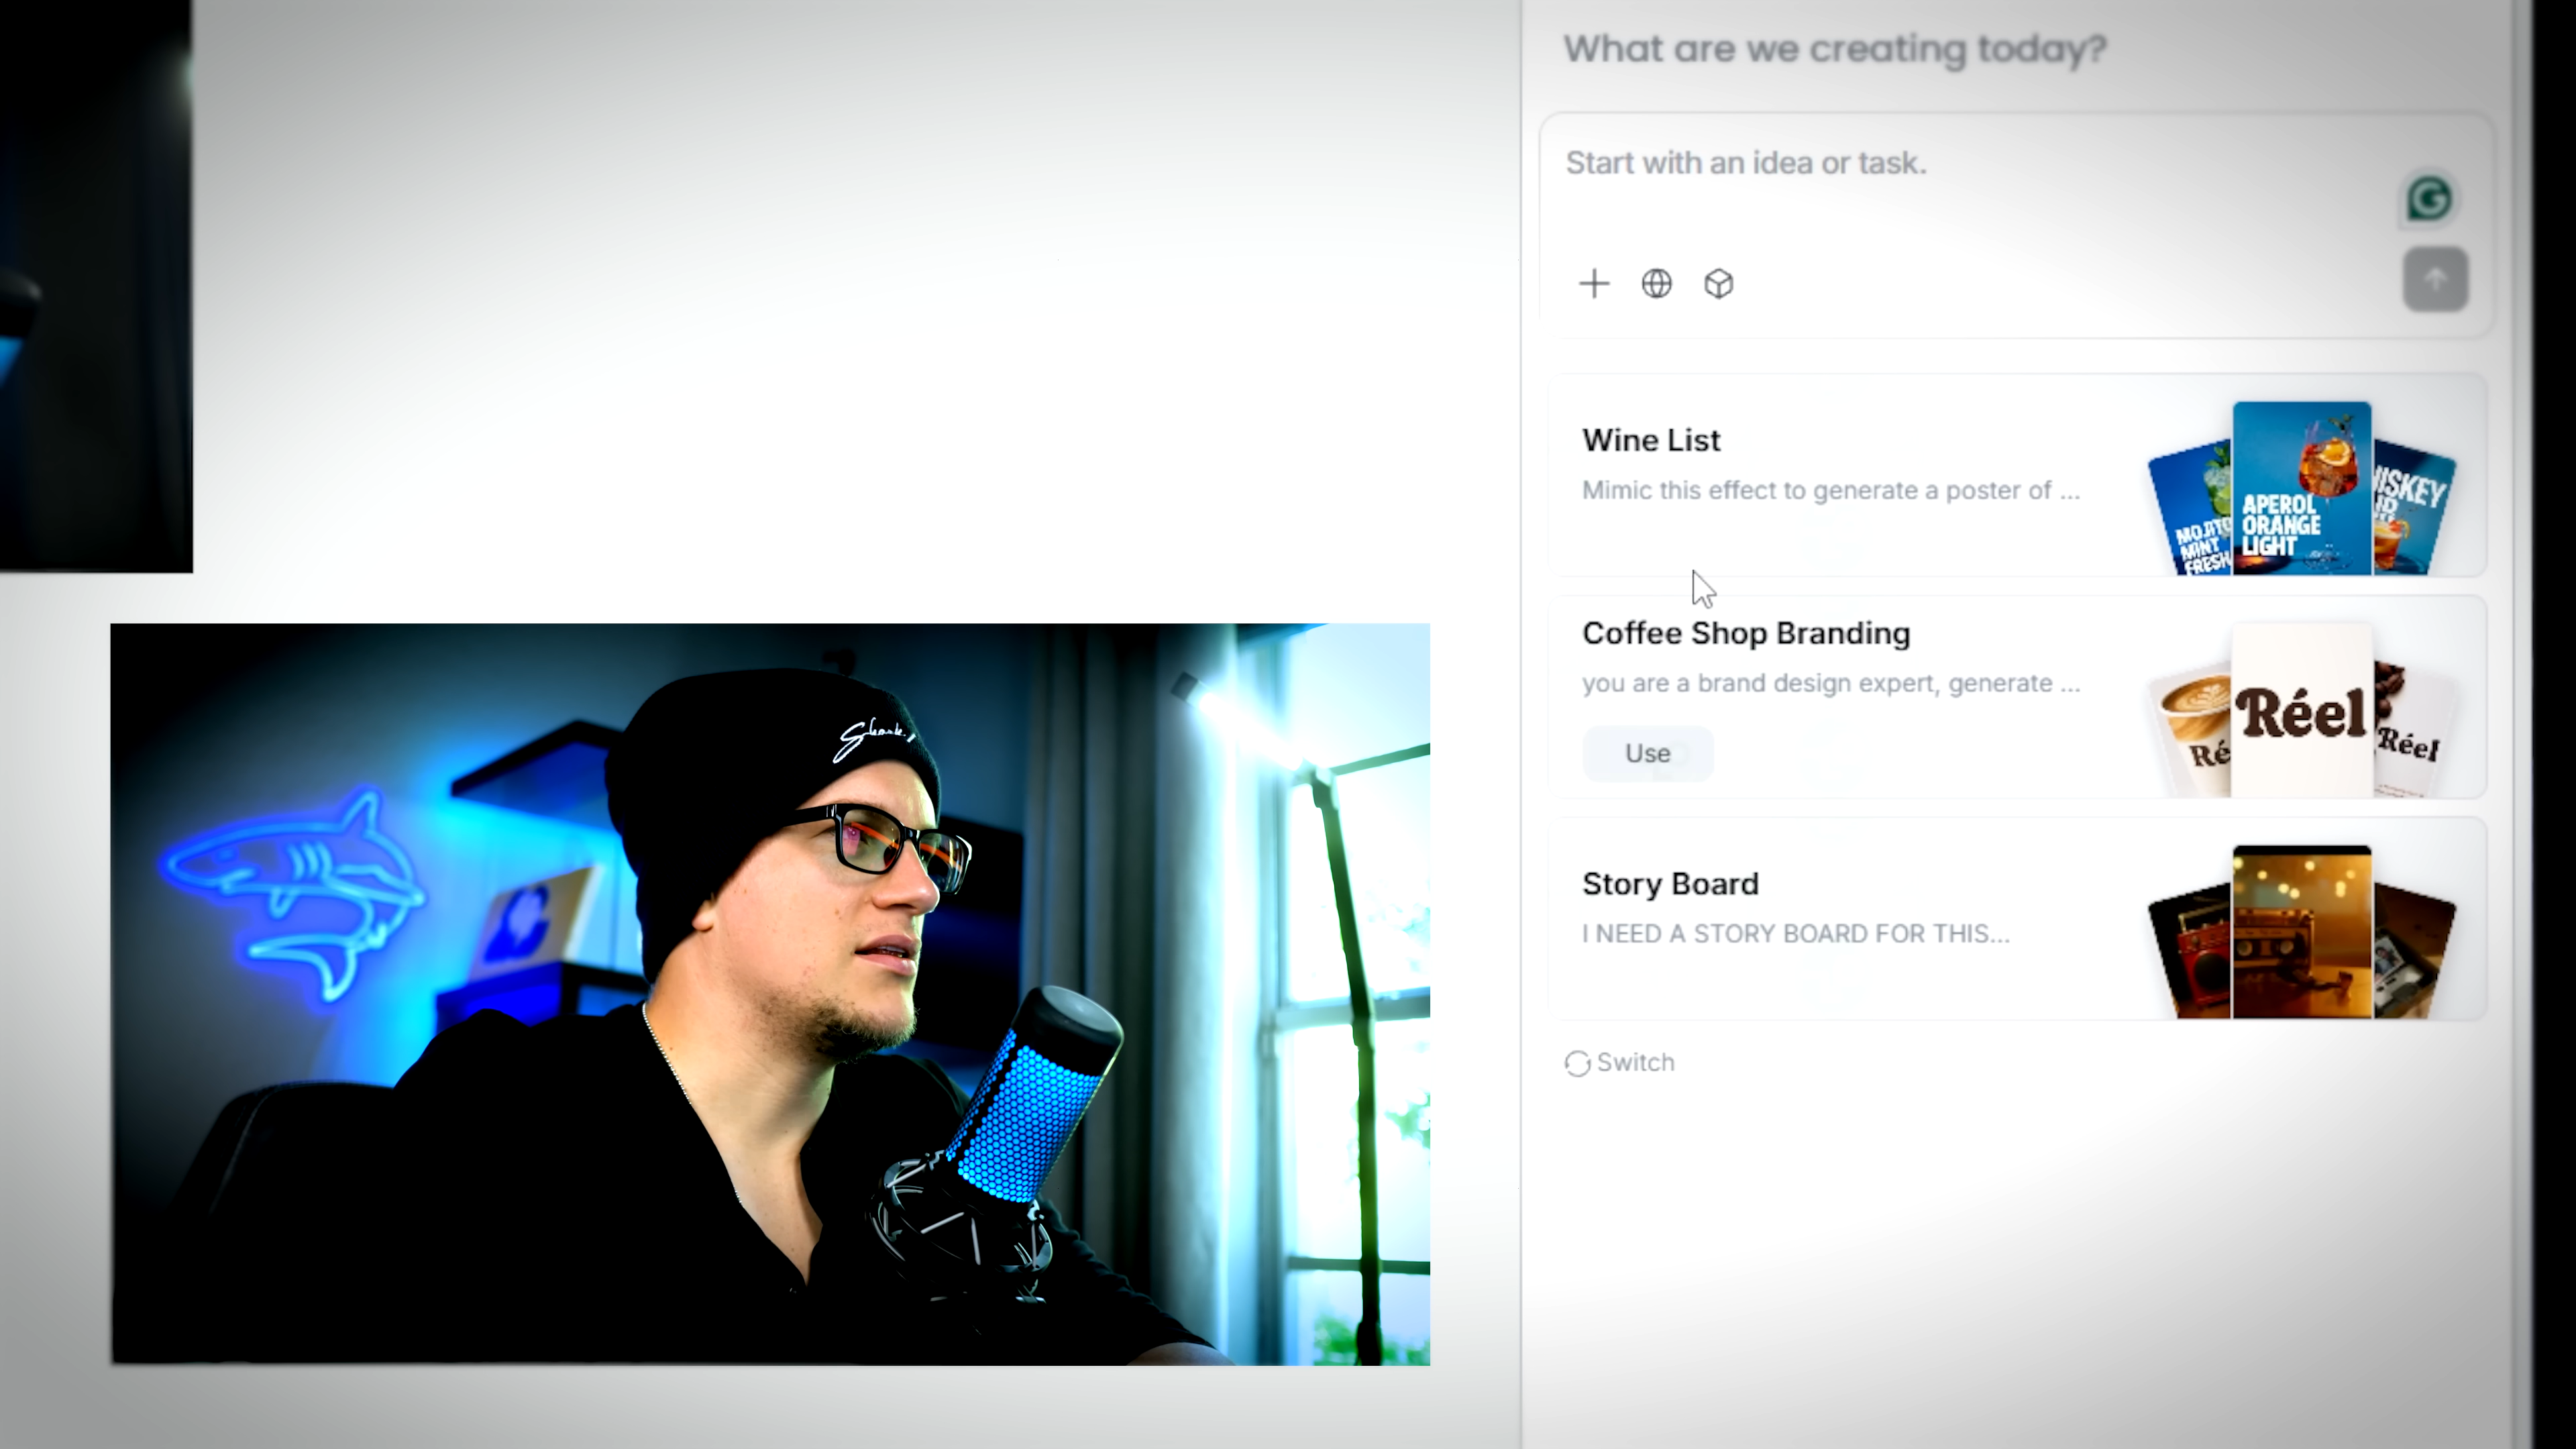 What are we creating today?
Start with an idea or task.
Wine List
Mimic this effect to generate a poster of ...
MOJITO
MINT
FRESH
APEROL
ORANGE
LIGHT
Coffee Shop Branding
you are a brand design expert, generate ...
Use
Réel
Réel
Story Board
I NEED A STORY BOARD FOR THIS...
Switch